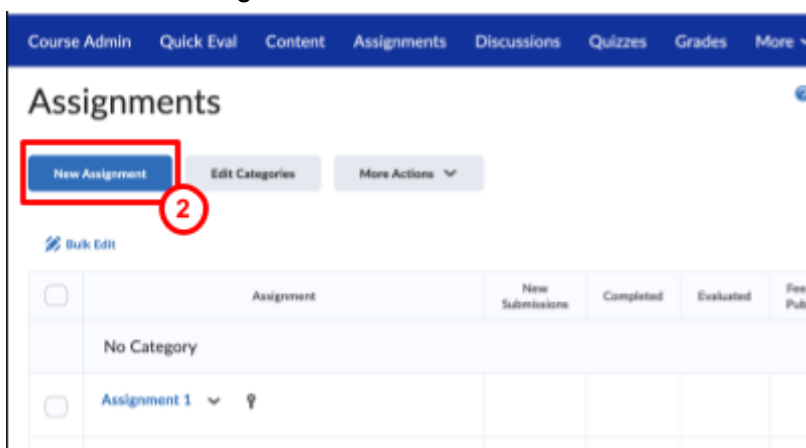 Course Admin Quick Eval Content Assignments Discussions Quizzes Grades More
Assignments
New Assignment Edit Categories More Actions
2
Bulk Edit
Assignment New Submissions Completed Evaluated
No Category
Assignment 1